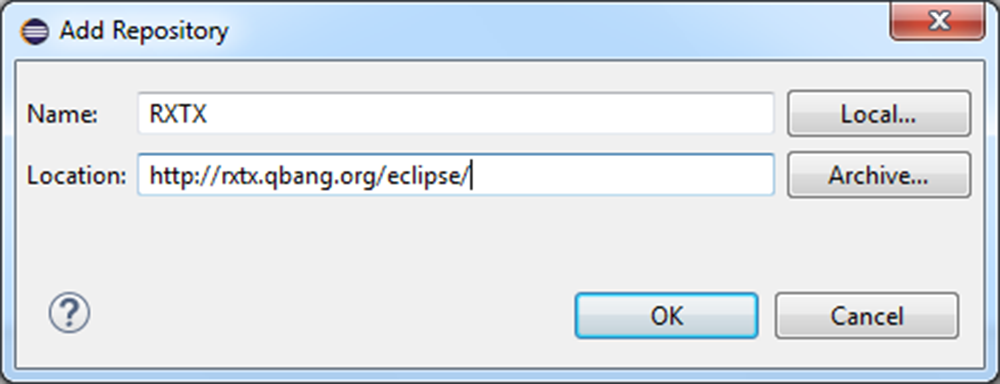 Add Repository
Name: RXTX Local...
Location: http://rxtx.qbang.org/eclipse/ Archive...
? OK Cancel